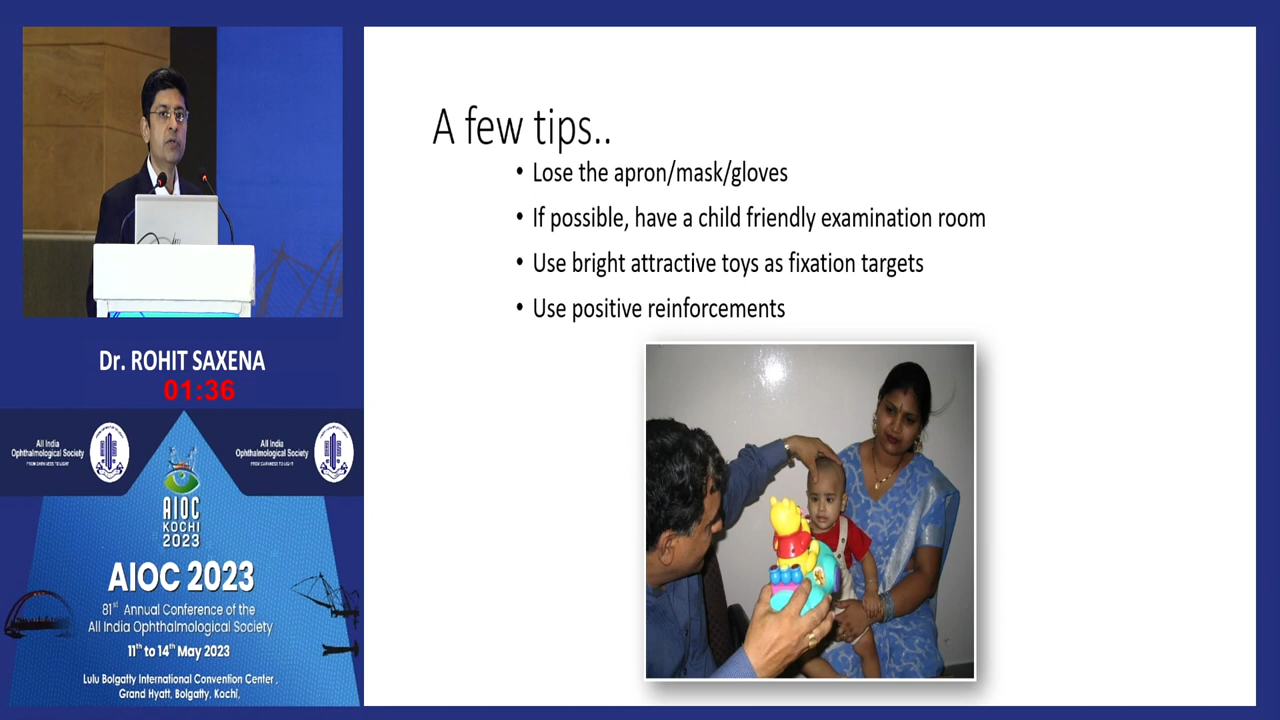 A few tips..
• Lose the apron/mask/gloves
• If possible, have a child friendly examination room
• Use bright attractive toys as fixation targets
• Use positive reinforcements
Dr. ROHIT SAXENA
01:36
All India
Ophthalmological Society
FROM DARKNESS TO LIGHT
All India
Ophthalmological Society
FROM DARKNESS TO LIGHT
AIOC
KOCHI
2023
AIOC 2023
81st Annual Conference of the
All India Ophthalmological Society
11th to 14th May 2023
Lulu Bolgatty International Convention Center ,
Grand Hyatt, Bolgatty, Kochi,